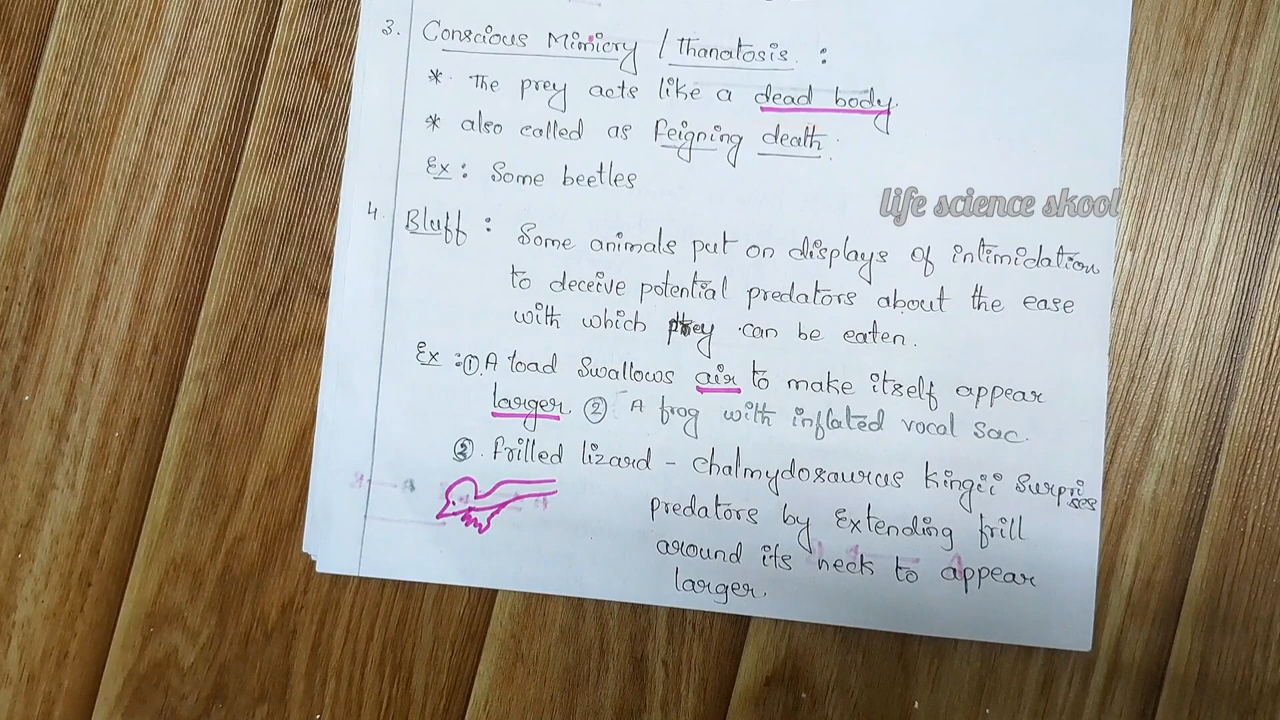 3. Conscious Mimicry / Thanatosis :
* The prey acts like a dead body.
* also called as Feigning death.
Ex: Some beetles
life science skool
4. Bluff : Some animals put on displays of intimidation
to deceive potential predators about the ease
with which prey can be eaten.
Ex :① A toad swallows air to make itself appear
larger. ② A frog with inflated vocal sac.
③. Frilled lizard - Chalmydosaurus Kingii Surprises
predators by Extending frill
around its neck to appear
larger.